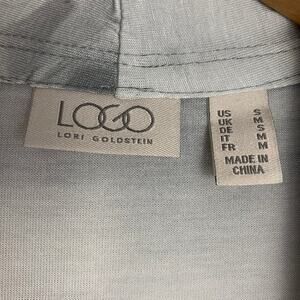 LOGO
LORI GOLDSTEIN
US S
UK M
DE S
IT M
FR M
MADE IN
CHINA